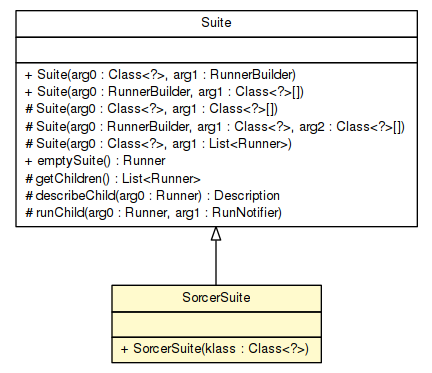 Suite
+ Suite(arg0 : Class<?>, arg1 : RunnerBuilder)
+ Suite(arg0 : RunnerBuilder, arg1 : Class<?>[])
# Suite(arg0 : Class<?>, arg1 : Class<?>[])
# Suite(arg0 : RunnerBuilder, arg1 : Class<?>, arg2 : Class<?>[])
# Suite(arg0 : Class<?>, arg1 : List<Runner>)
+ emptySuite() : Runner
# getChildren() : List<Runner>
# describeChild(arg0 : Runner) : Description
# runChild(arg0 : Runner, arg1 : RunNotifier)
SorcerSuite
+ SorcerSuite(klass : Class<?>)